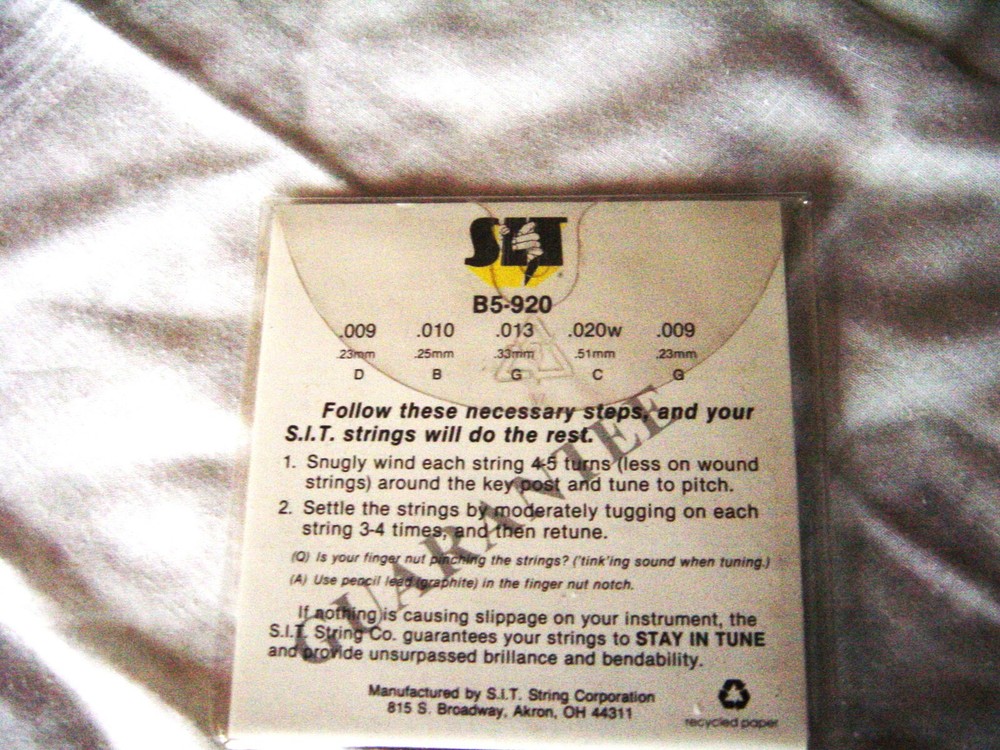 SIT
B5-920
.009 .010 .013 .020w .009
.23mm .25mm .33mm .51mm .23mm
D B G C G
Follow these necessary steps, and your
S.I.T. strings will do the rest.
1. Snugly wind each string 4-5 turns (less on wound
strings) around the key post and tune to pitch.
2. Settle the strings by moderately tugging on each
string 3-4 times, and then retune.
(Q) Is your finger nut pinching the strings? ('tink'ing sound when tuning.)
(A) Use pencil lead (graphite) in the finger nut notch.
GUARANTEE
If nothing is causing slippage on your instrument, the
S.I.T. String Co. guarantees your strings to STAY IN TUNE
and provide unsurpassed brillance and bendability.
Manufactured by S.I.T. String Corporation
815 S. Broadway, Akron, OH 44311
recycled paper